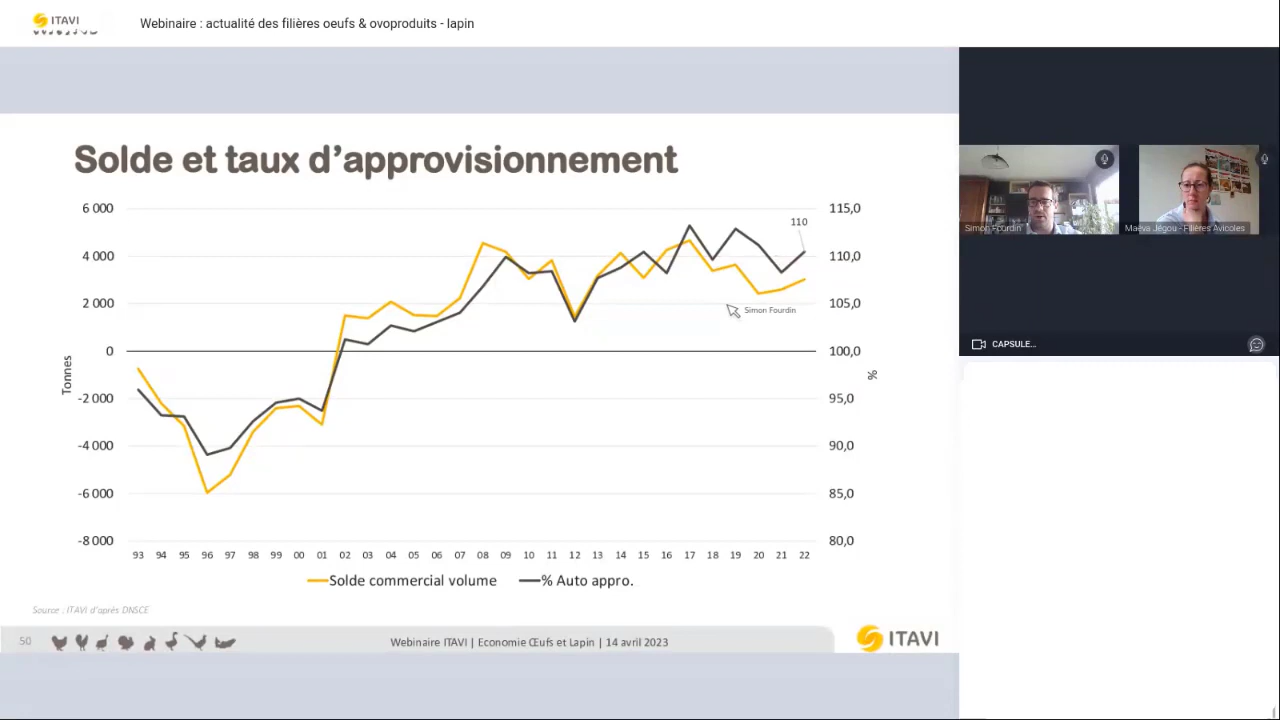 ITAVI
Webinaire : actualité des filières oeufs & ovoproduits - lapin
Solde et taux d'approvisionnement
6 000
4 000
2 000
0
-2 000
-4 000
-6 000
-8 000
Tonnes
115,0
110,0
105,0
100,0
95,0
90,0
85,0
80,0
%
110
Simon Fourdin
93 94 95 96 97 98 99 00 01 02 03 04 05 06 07 08 09 10 11 12 13 14 15 16 17 18 19 20 21 22
Solde commercial volume % Auto appro.
Source : ITAVI d'après DNSCE
50
Webinaire ITAVI | Economie Œufs et Lapin | 14 avril 2023
ITAVI
Simon Fourdin
Maëva Jégou - Filières Avicoles
CAPSULE...